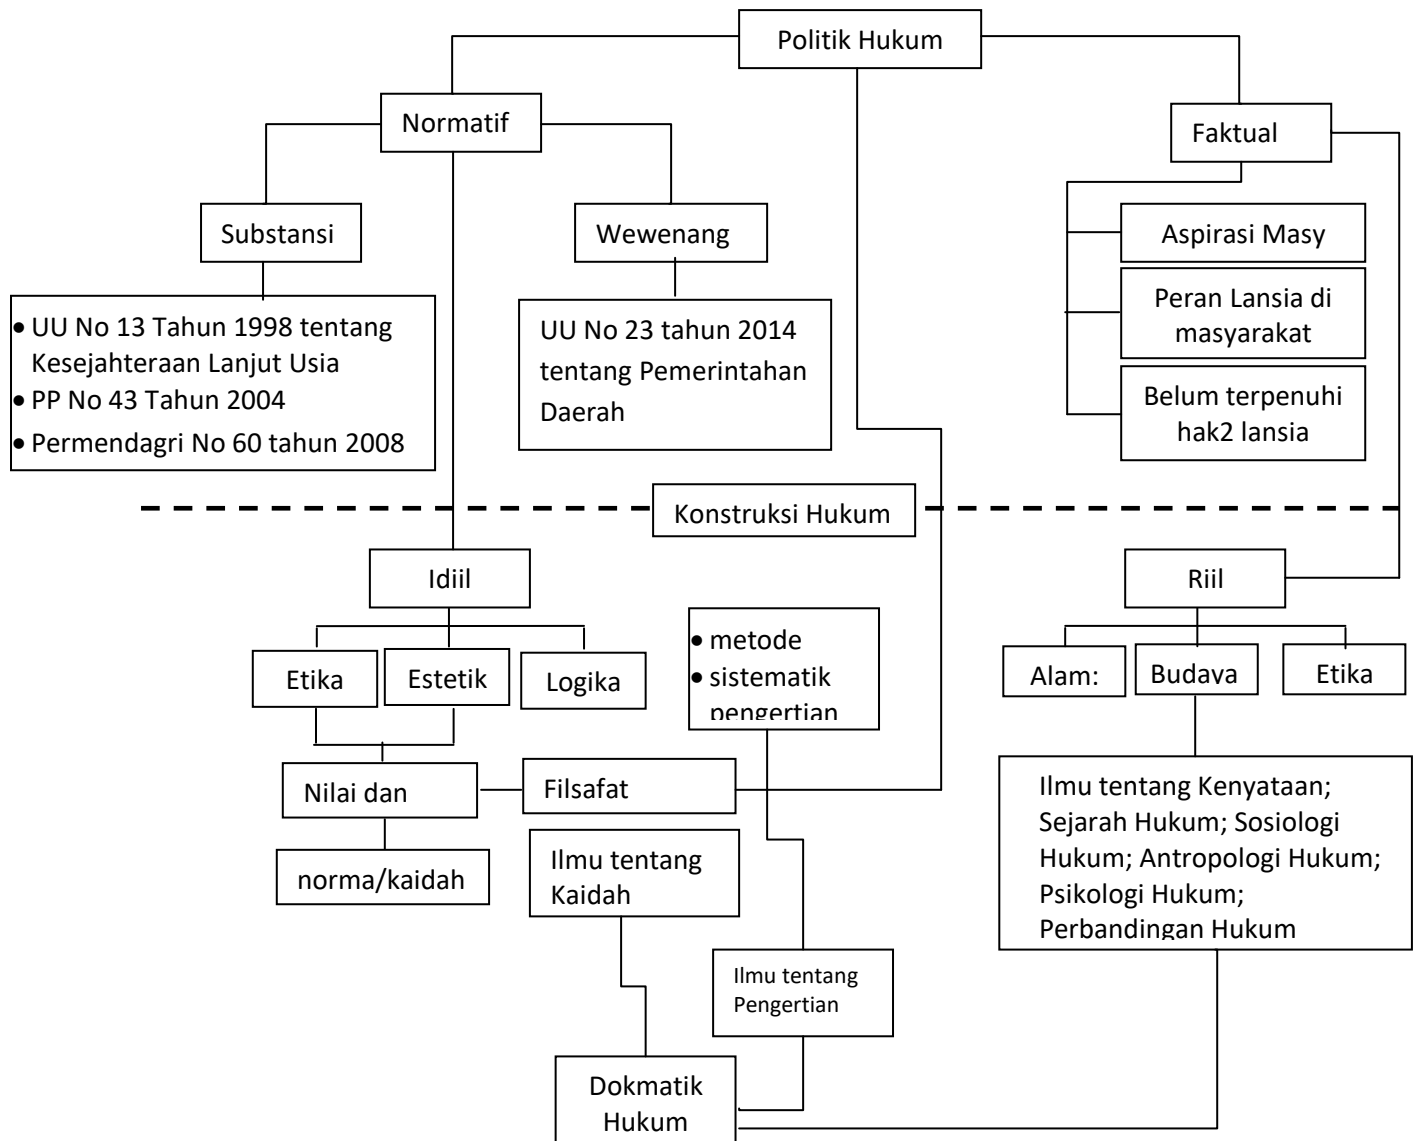 Politik Hukum
Normatif
Faktual
Substansi
Wewenang
Aspirasi Masy
• UU No 13 Tahun 1998 tentang
Kesejahteraan Lanjut Usia
• PP No 43 Tahun 2004
• Permendagri No 60 tahun 2008
UU No 23 tahun 2014
tentang Pemerintahan
Daerah
Peran Lansia di
masyarakat
Belum terpenuhi
hak2 lansia
Konstruksi Hukum
Idiil
Riil
Etika
Estetik
Logika
• metode
• sistematik
pengertian
Alam:
Budaya
Etika
Nilai dan
Filsafat
norma/kaidah
Ilmu tentang
Kaidah
Ilmu tentang Kenyataan;
Sejarah Hukum; Sosiologi
Hukum; Antropologi Hukum;
Psikologi Hukum;
Perbandingan Hukum
Ilmu tentang
Pengertian
Dokmatik
Hukum